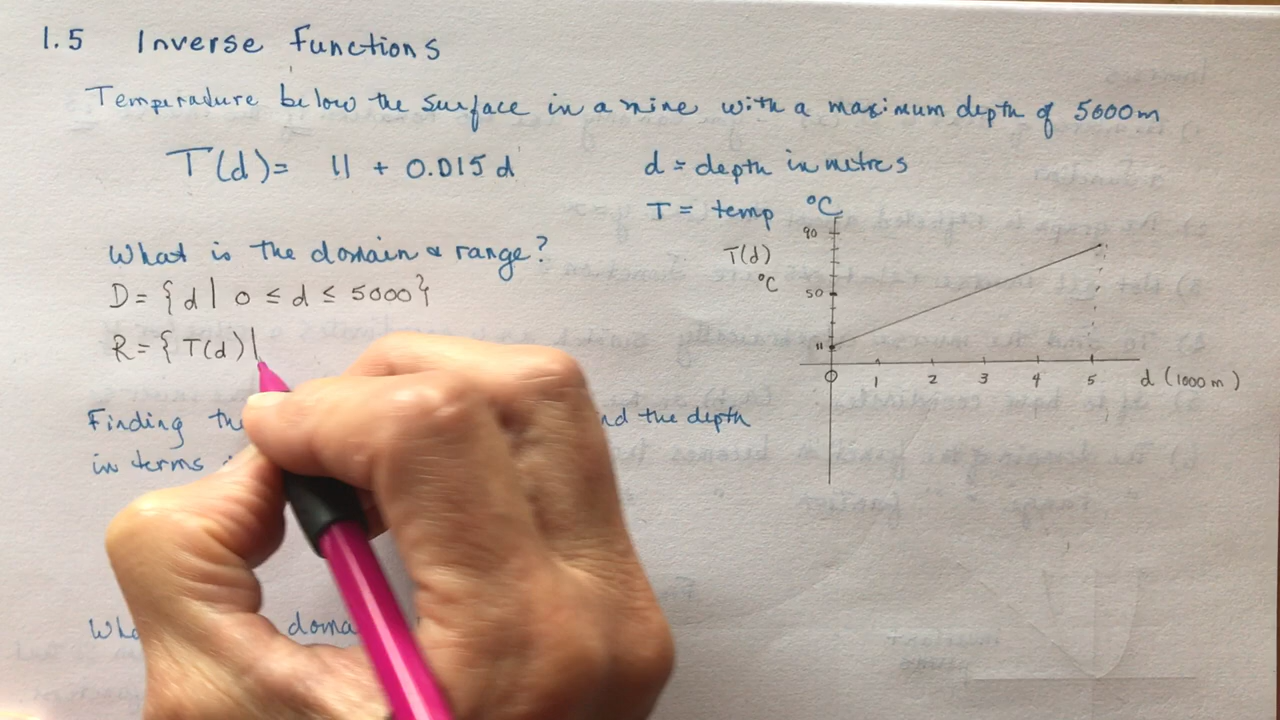 1.5 Inverse Functions
Temperature below the surface in a mine with a maximum depth of 5000m
T(d) = 11 + 0.015 d
d = depth in metres
T = temp °C
What is the domain & range?
D = { d | 0 ≤ d ≤ 5000 }
R = { T(d) |
T(d)
°C
90
50
11
0 1 2 3 4 5 d (1000 m)
Finding the
the depth
in terms
doma